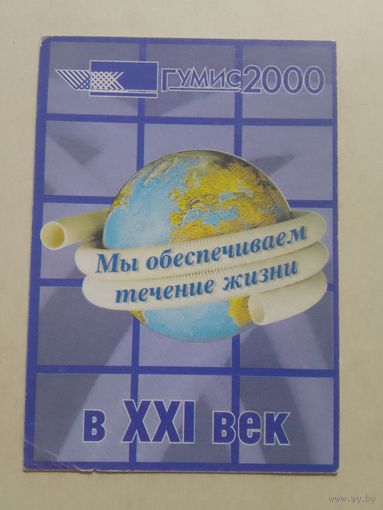 ГУМИС2000
Мы обеспечиваем
течение жизни
в XXI век
www.ay.by